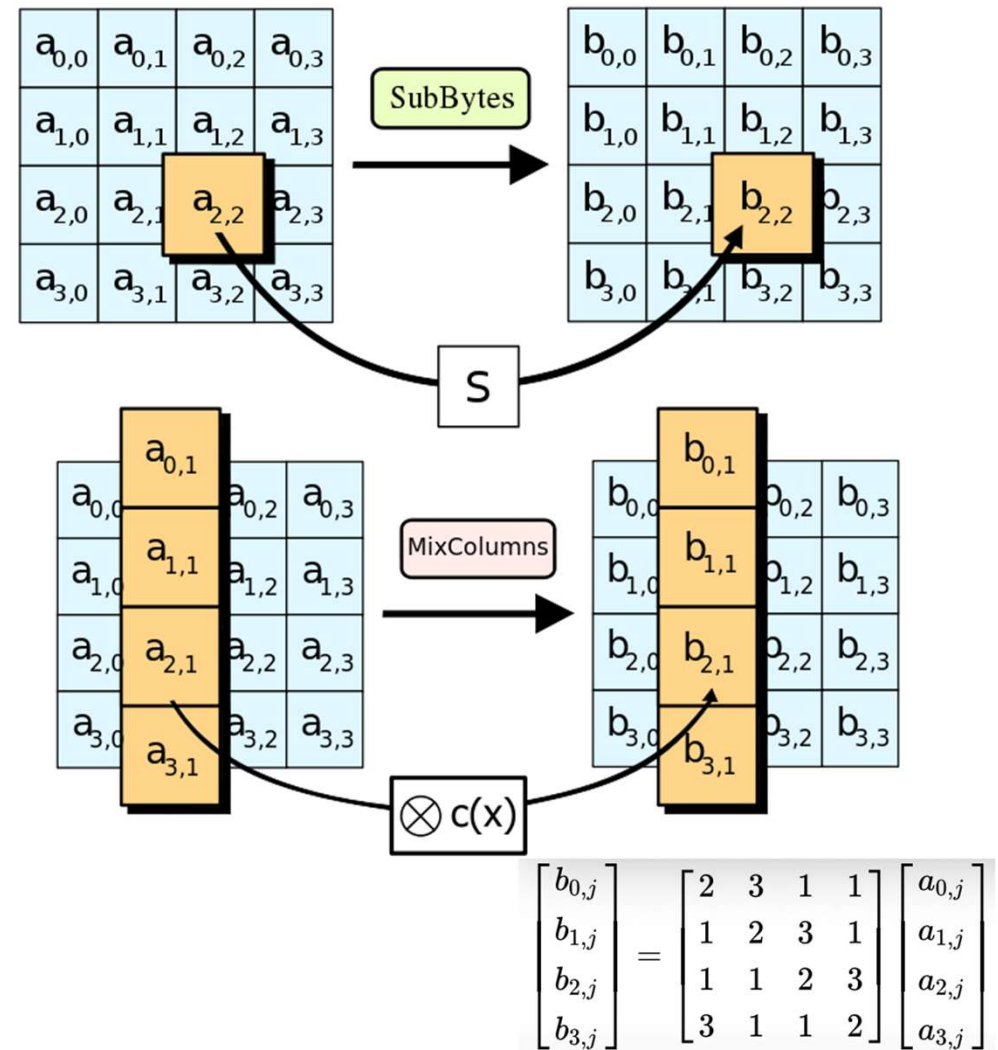 a0,0 a0,1 a0,2 a0,3 b0,0 b0,1 b0,2 b0,3
SubBytes
a1,0 a1,1 a1,2 a1,3 b1,0 b1,1 b1,2 b1,3
a2,0 a2,1 a2,2 a2,3 b2,0 b2,1 b2,2 b2,3
a3,0 a3,1 a3,2 a3,3 b3,0 b3,1 b3,2 b3,3
S
a0,1 b0,1
a0,0 a0,2 a0,3 b0,0 b0,2 b0,3
MixColumns
a1,1 b1,1
a1,0 a1,2 a1,3 b1,0 b1,2 b1,3
a2,0 a2,1 a2,2 a2,3 b2,0 b2,1 b2,2 b2,3
a3,0 a3,2 a3,3 b3,0 b3,2 b3,3
a3,1 b3,1
⊗ c(x)
b0,j 2 3 1 1 a0,j
b1,j 1 2 3 1 a1,j
=
b2,j 1 1 2 3 a2,j
b3,j 3 1 1 2 a3,j